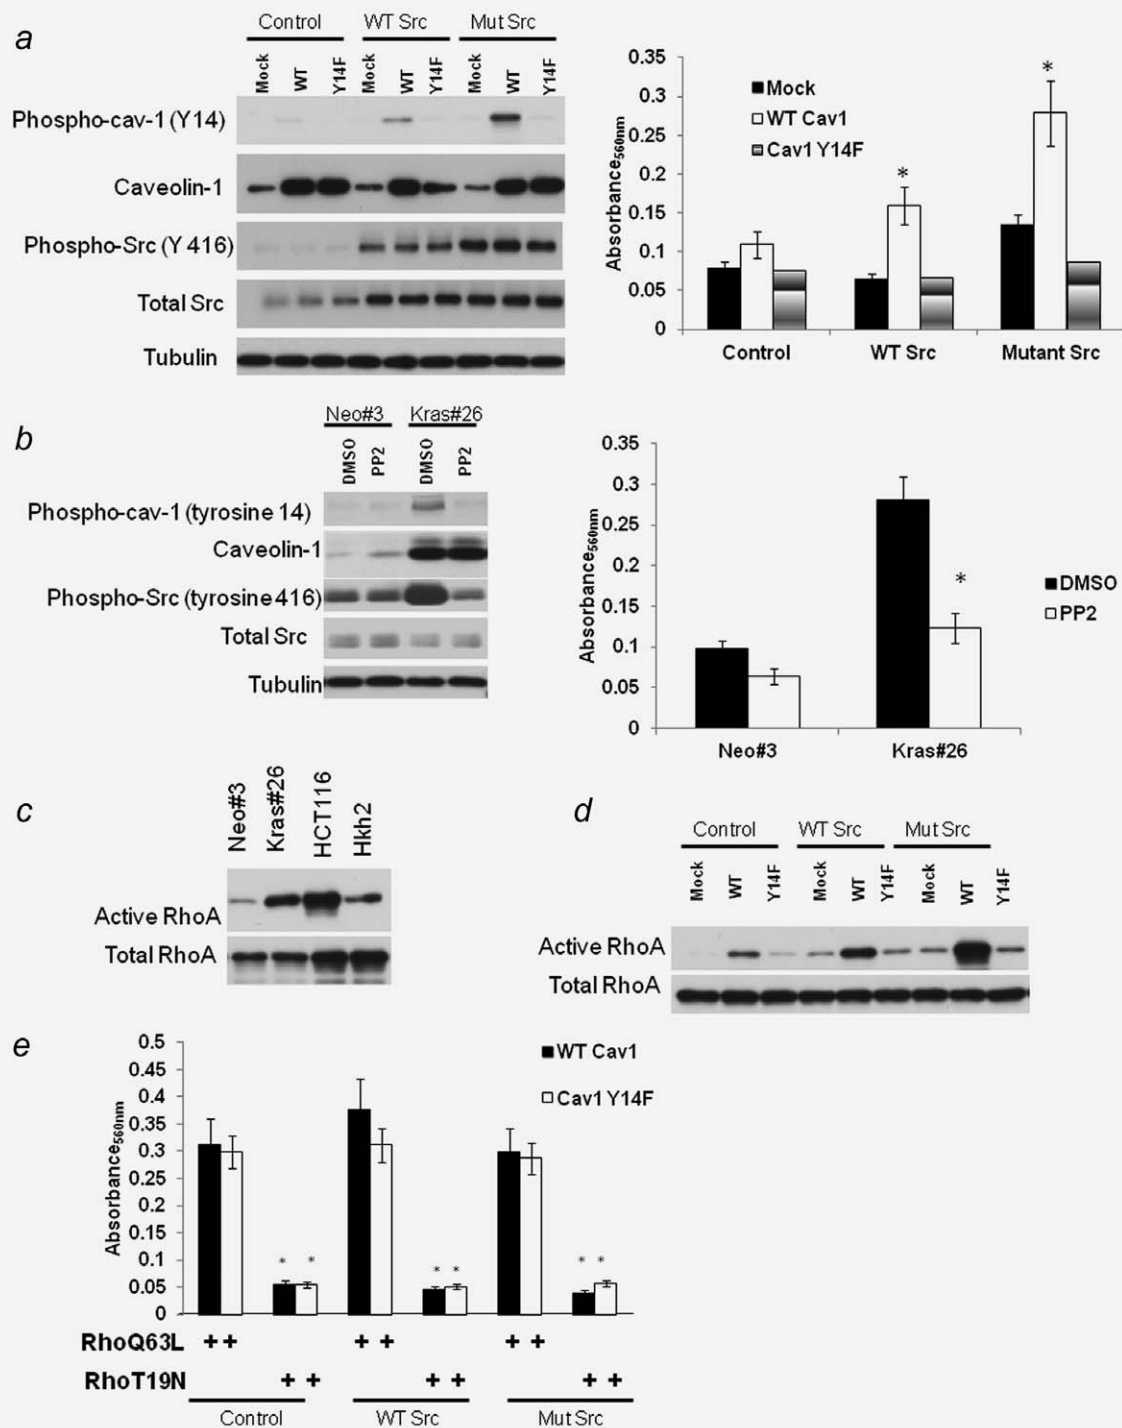 a
Control WT Src Mut Src
Mock WT Y14F Mock WT Y14F Mock WT Y14F
Phospho-cav-1 (Y14)
Caveolin-1
Phospho-Src (Y 416)
Total Src
Tubulin
Absorbance560nm
0.35
0.3
0.25
0.2
0.15
0.1
0.05
0
Mock
WT Cav1
Cav1 Y14F
*
*
Control WT Src Mutant Src
b
Neo#3 Kras#26
DMSO PP2 DMSO PP2
Phospho-cav-1 (tyrosine 14)
Caveolin-1
Phospho-Src (tyrosine 416)
Total Src
Tubulin
Absorbance560nm
0.35
0.3
0.25
0.2
0.15
0.1
0.05
0
*
DMSO
PP2
Neo#3 Kras#26
c
Neo#3 Kras#26 HCT116 Hkh2
Active RhoA
Total RhoA
d
Control WT Src Mut Src
Mock WT Y14F Mock WT Y14F Mock WT Y14F
Active RhoA
Total RhoA
e
Absorbance560nm
0.5
0.45
0.4
0.35
0.3
0.25
0.2
0.15
0.1
0.05
0
WT Cav1
Cav1 Y14F
* * * * * *
RhoQ63L + + + + + +
RhoT19N + + + + + +
Control WT Src Mut Src